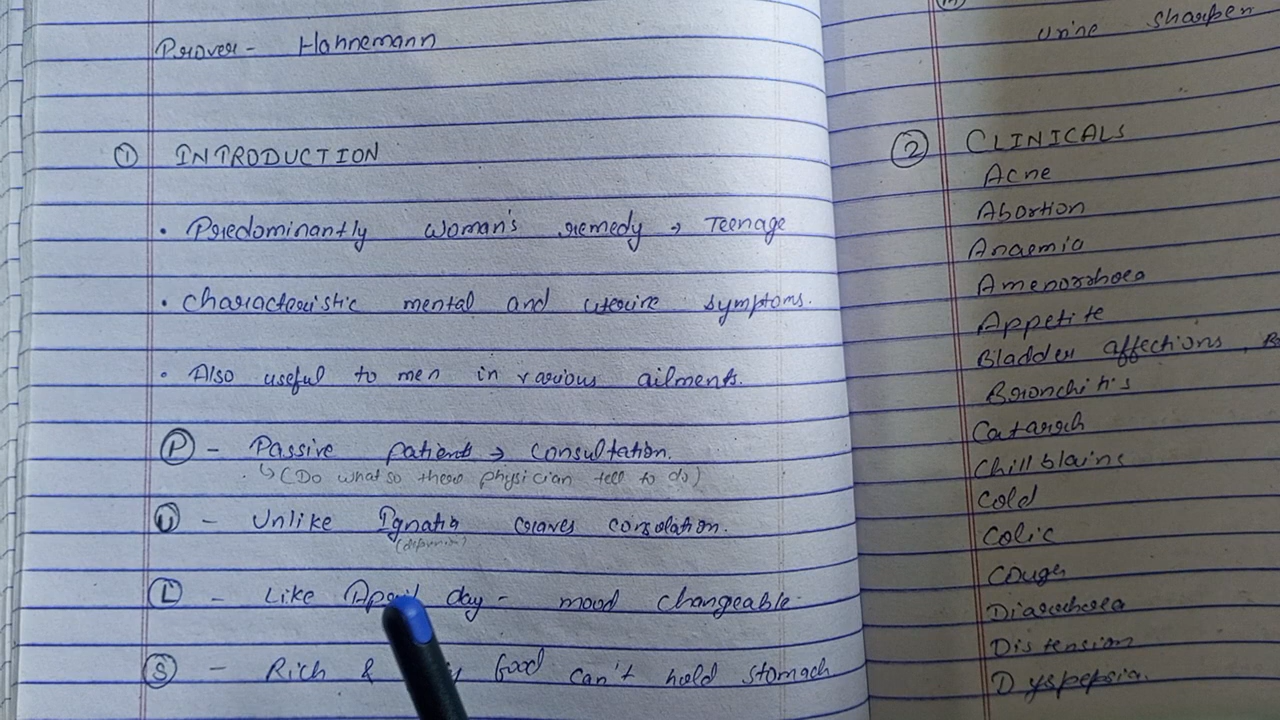 Prover - Hahnemann
① INTRODUCTION
• Predominantly woman's remedy → Teenage
• Characteristic mental and uterine symptoms.
• Also useful to men in various ailments.
Ⓟ - Passive patients → consultation.
↳ (Do what so there physician tell to do)
Ⓤ - Unlike Ignatia craves consolation.
Ⓛ - Like April day - mood changeable
Ⓢ - Rich & food can't hold stomach
urine sharpen
② CLINICALS
Acne
Abortion
Anaemia
Amenorrhoea
Appetite
Bladder affections,
Bronchitis
Catarrh
Chillblains
Cold
Colic
Cough
Diarrhoea
Distension
Dyspepsia.